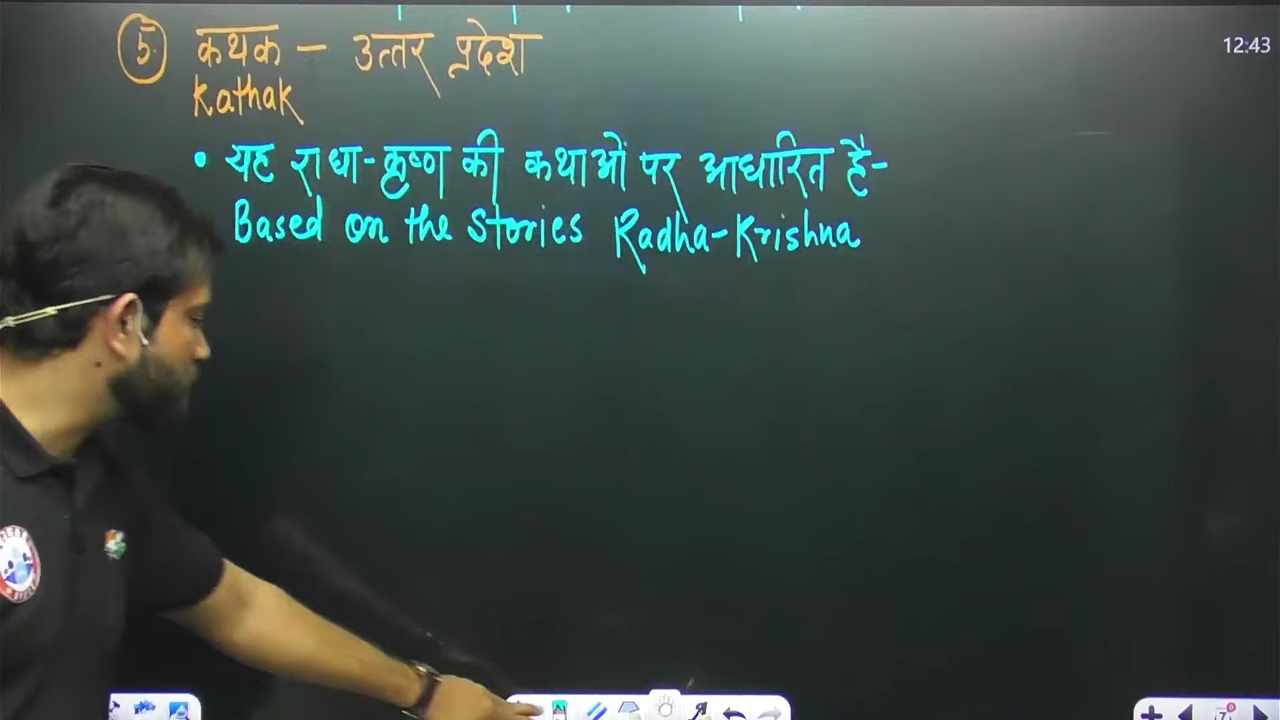 5. कथक - उत्तर प्रदेश
Kathak
• यह राधा-कृष्ण की कथाओं पर आधारित है-
Based on the Stories Radha-Krishna
12:43